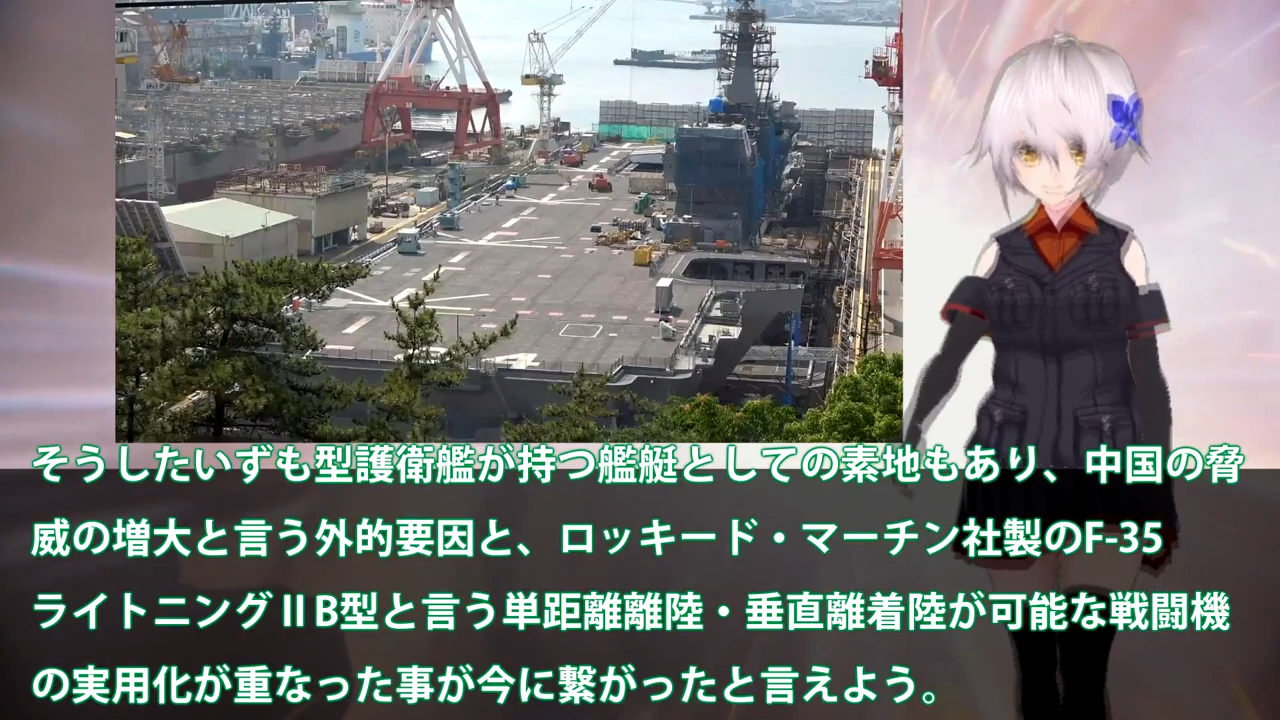 そうしたいずも型護衛艦が持つ艦艇としての素地もあり、中国の脅
威の増大と言う外的要因と、ロッキード・マーチン社製のF-35
ライトニングⅡB型と言う単距離離陸・垂直離着陸が可能な戦闘機
の実用化が重なった事が今に繋がったと言えよう。